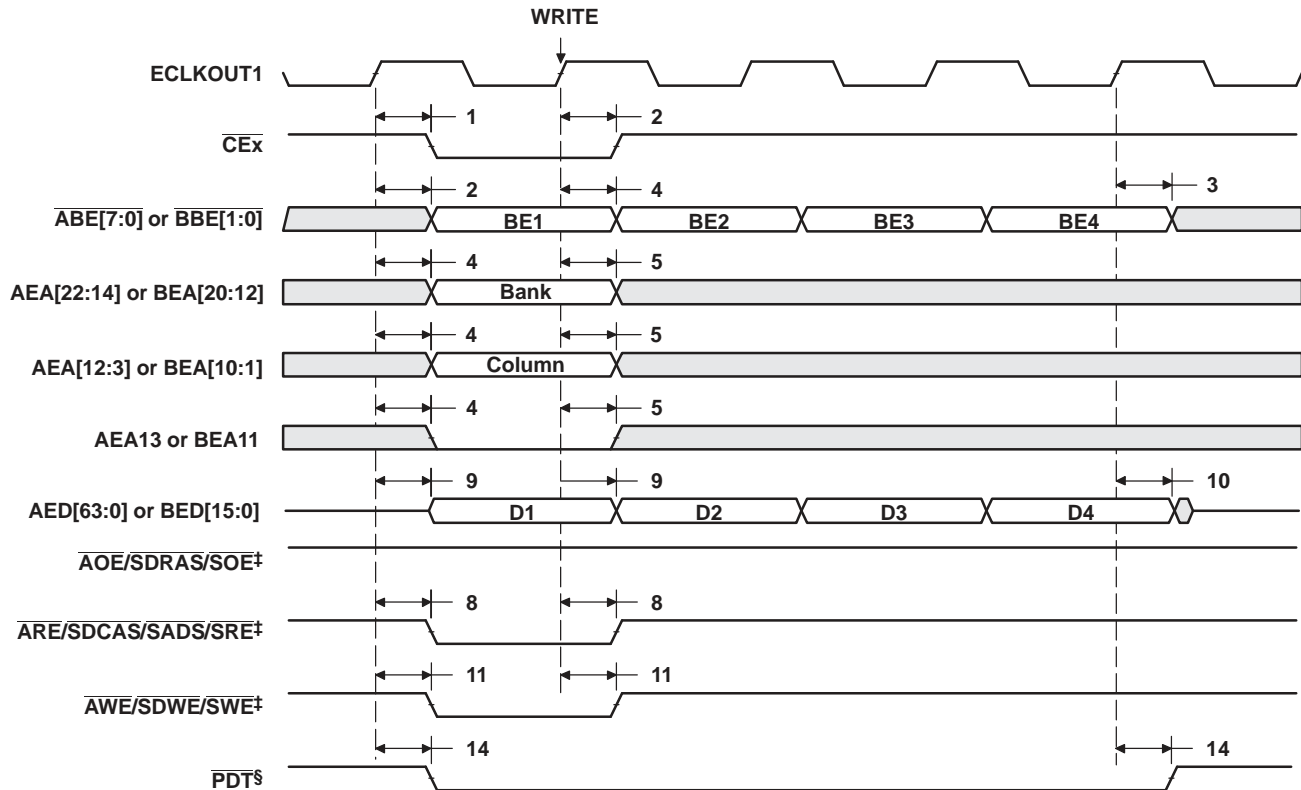 WRITE
ECLKOUT1
1 2
CEx
2 4 3
ABE[7:0] or BBE[1:0] BE1 BE2 BE3 BE4
4 5
AEA[22:14] or BEA[20:12] Bank
4 5
AEA[12:3] or BEA[10:1] Column
4 5
AEA13 or BEA11
9 9 10
AED[63:0] or BED[15:0] D1 D2 D3 D4
AOE/SDRAS/SOE‡
8 8
ARE/SDCAS/SADS/SRE‡
11 11
AWE/SDWE/SWE‡
14 14
PDT§